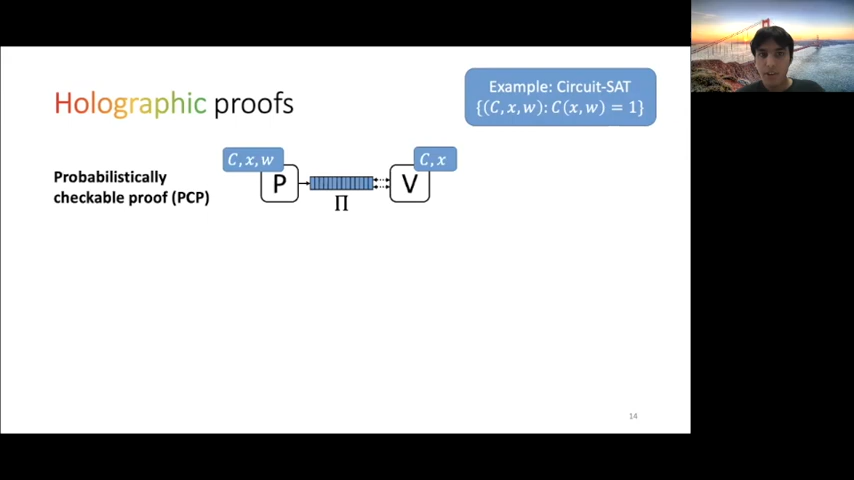 Holographic proofs
Example: Circuit-SAT
{(C, x, w): C(x, w) = 1}
Probabilistically
checkable proof (PCP)
C, x, w
P
Π
V
C, x
14